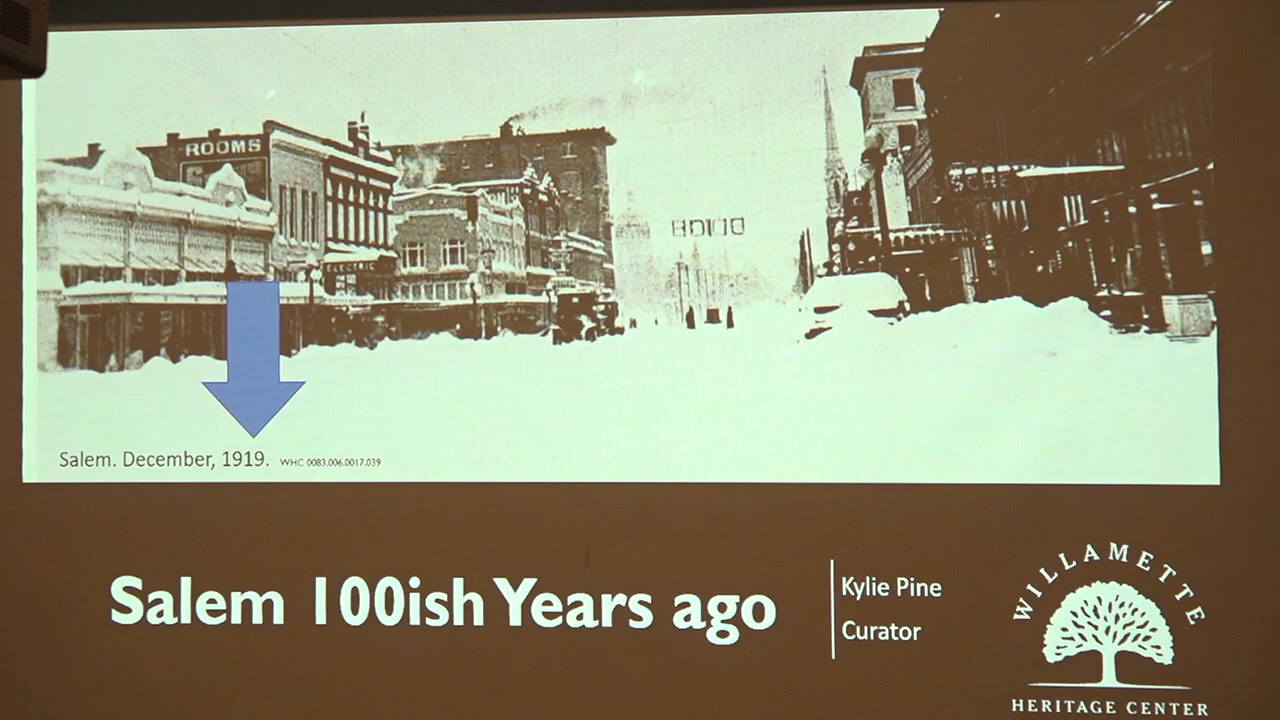 ROOMS
ELECTRIC
Salem. December, 1919. WHC 0083.006.0017.039
Salem 100ish Years ago
Kylie Pine
Curator
WILLAMETTE
HERITAGE CENTER